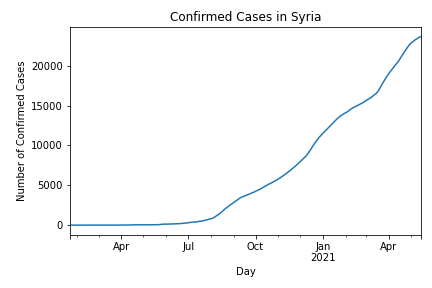 Confirmed Cases in Syria
Number of Confirmed Cases
20000
15000
10000
5000
0
Apr
Jul
Oct
Jan
2021
Apr
Day